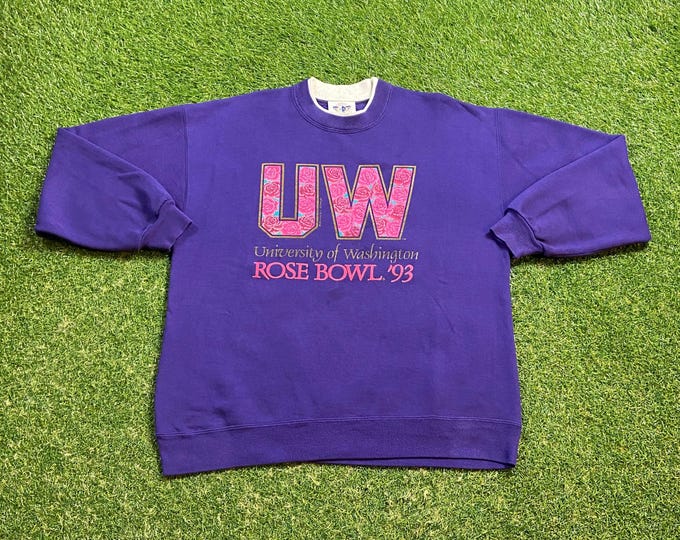 UW
University of Washington
ROSE BOWL '93